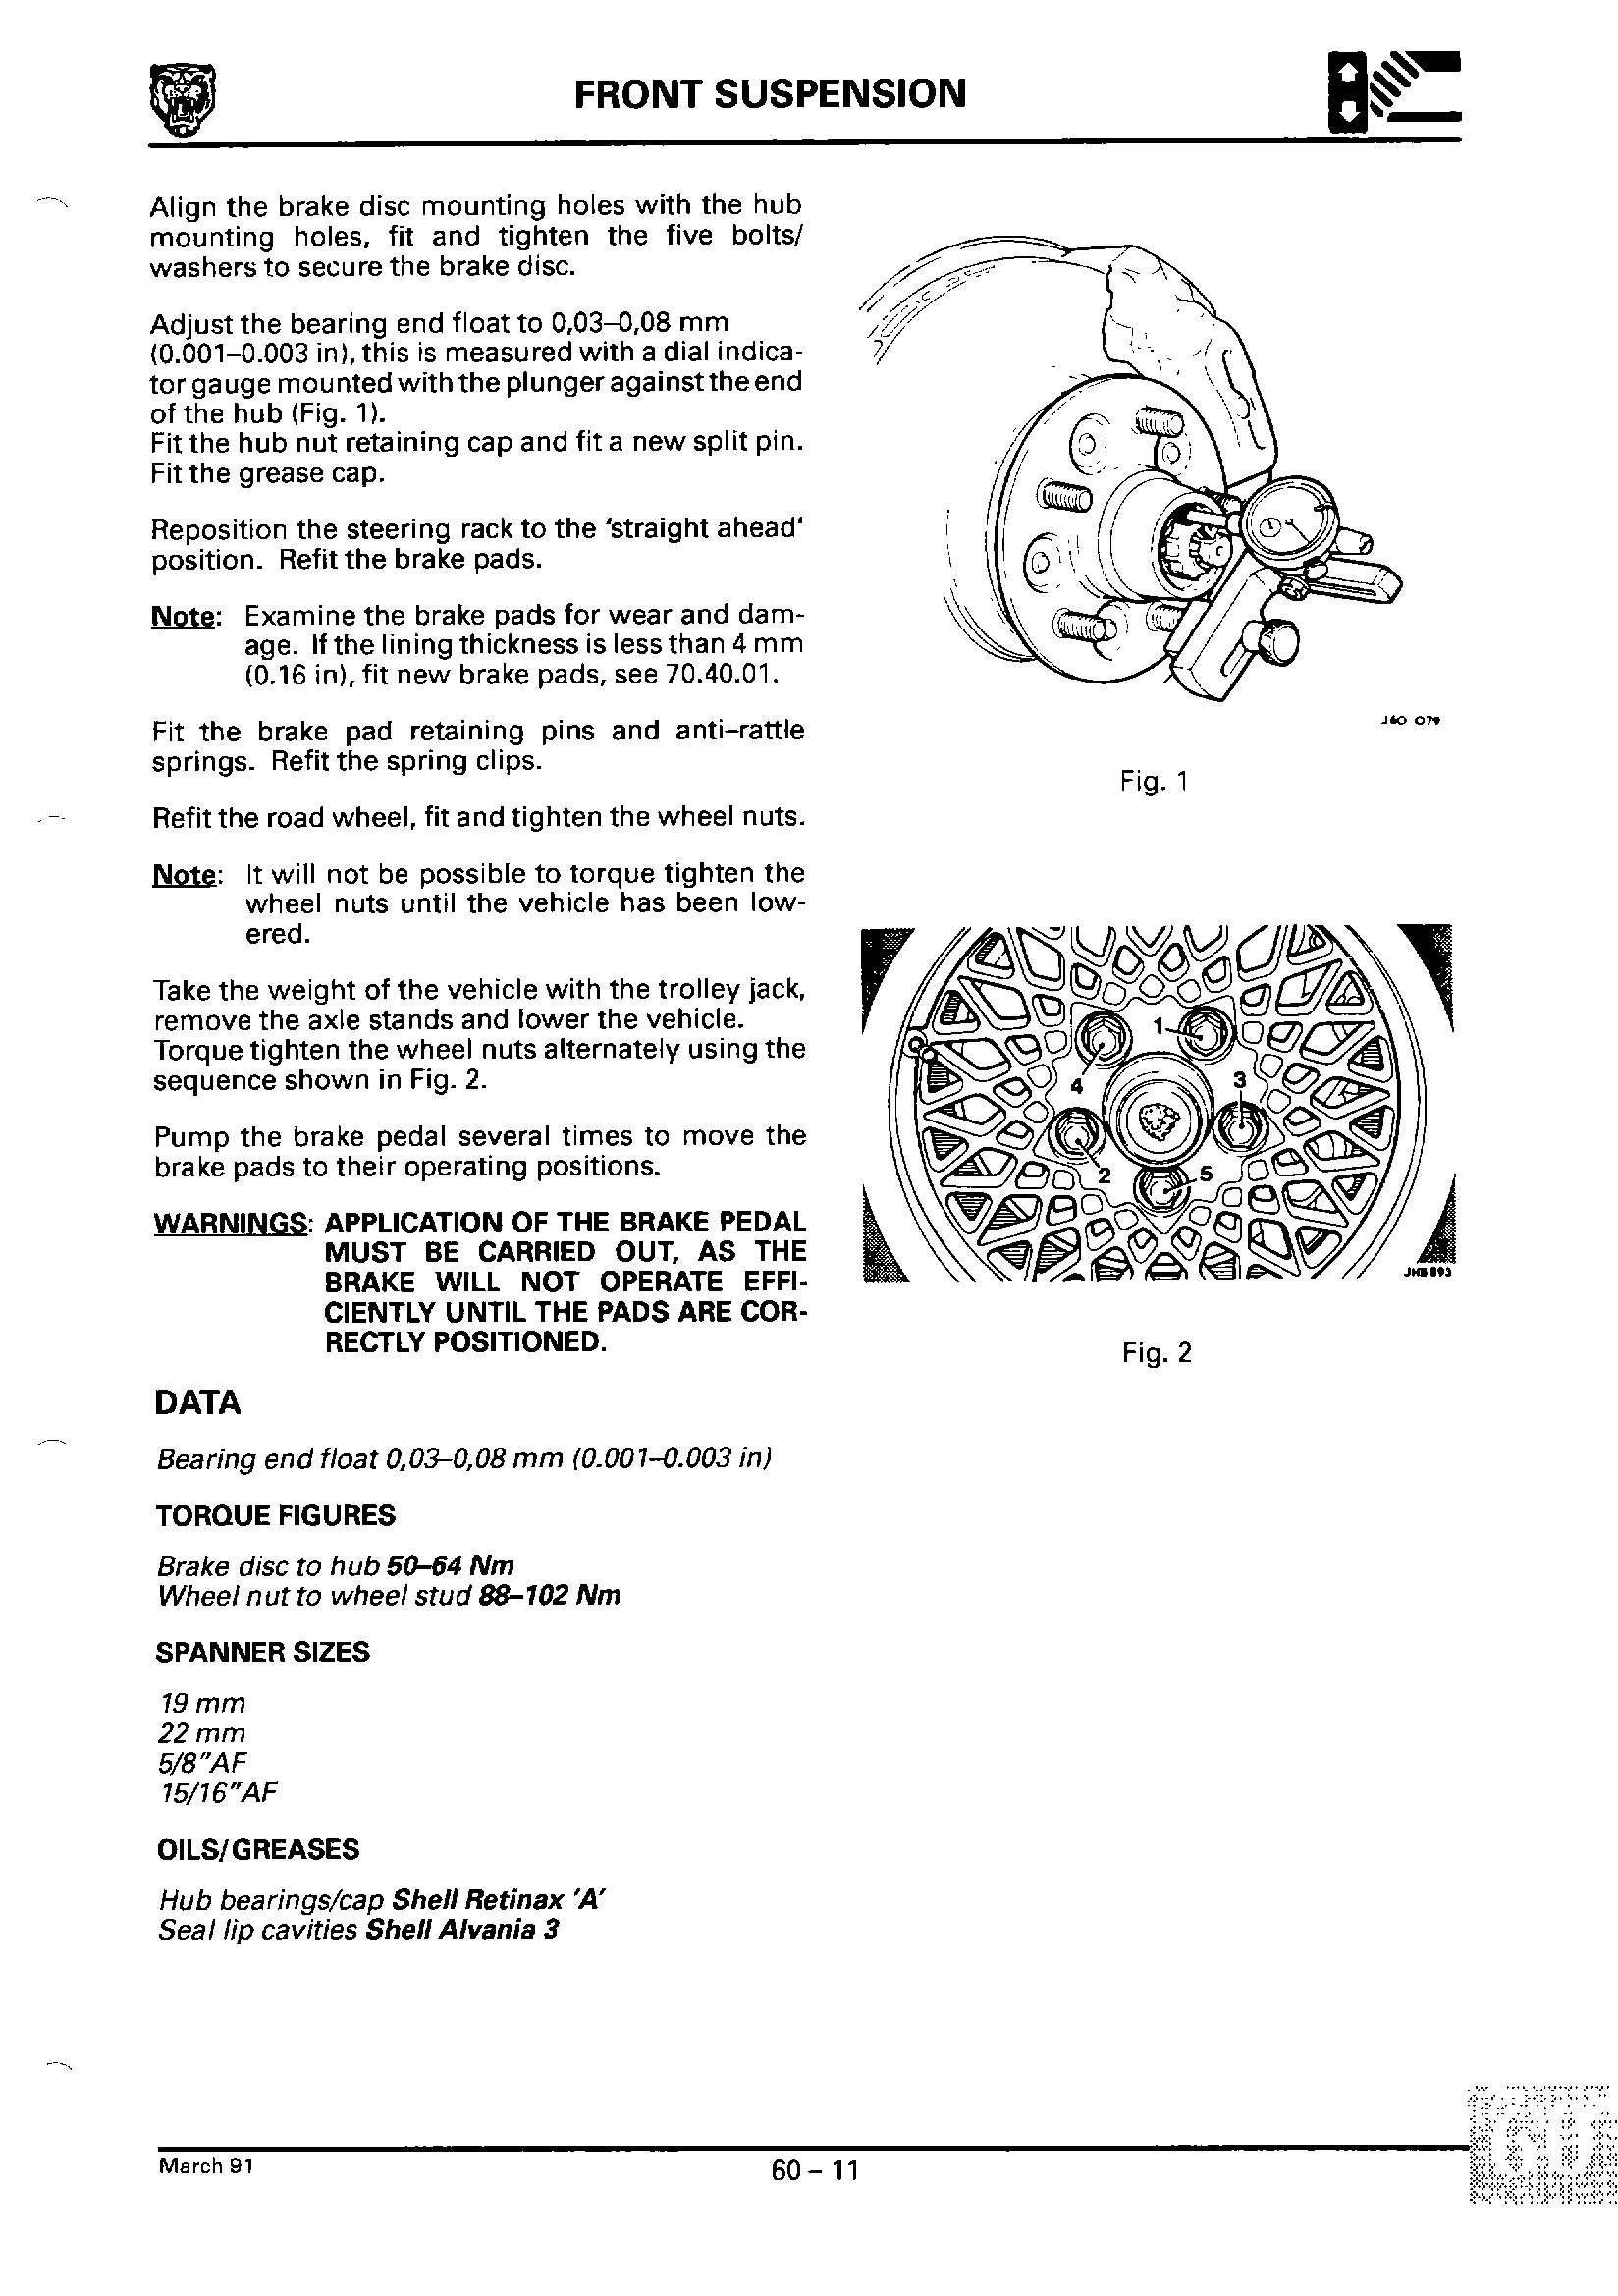 FRONT SUSPENSION
Align the brake disc mounting holes with the hub
mounting holes, fit and tighten the five bolts/
washers to secure the brake disc.
Adjust the bearing end float to 0,03–0,08 mm
(0.001–0.003 in), this is measured with a dial indica-
tor gauge mounted with the plunger against the end
of the hub (Fig. 1).
Fit the hub nut retaining cap and fit a new split pin.
Fit the grease cap.
Reposition the steering rack to the 'straight ahead'
position. Refit the brake pads.
Note: Examine the brake pads for wear and dam-
age. If the lining thickness is less than 4 mm
(0.16 in), fit new brake pads, see 70.40.01.
Fit the brake pad retaining pins and anti–rattle
springs. Refit the spring clips.
Refit the road wheel, fit and tighten the wheel nuts.
Note: It will not be possible to torque tighten the
wheel nuts until the vehicle has been low-
ered.
Take the weight of the vehicle with the trolley jack,
remove the axle stands and lower the vehicle.
Torque tighten the wheel nuts alternately using the
sequence shown in Fig. 2.
Pump the brake pedal several times to move the
brake pads to their operating positions.
WARNINGS: APPLICATION OF THE BRAKE PEDAL
MUST BE CARRIED OUT, AS THE
BRAKE WILL NOT OPERATE EFFI-
CIENTLY UNTIL THE PADS ARE COR-
RECTLY POSITIONED.
DATA
Bearing end float 0,03–0,08 mm (0.001–0.003 in)
TORQUE FIGURES
Brake disc to hub 50–64 Nm
Wheel nut to wheel stud 88–102 Nm
SPANNER SIZES
19 mm
22 mm
5/8"AF
15/16"AF
OILS/GREASES
Hub bearings/cap Shell Retinax 'A'
Seal lip cavities Shell Alvania 3
J60 079
Fig. 1
1
4
3
2
5
Fig. 2
March 91
60 – 11